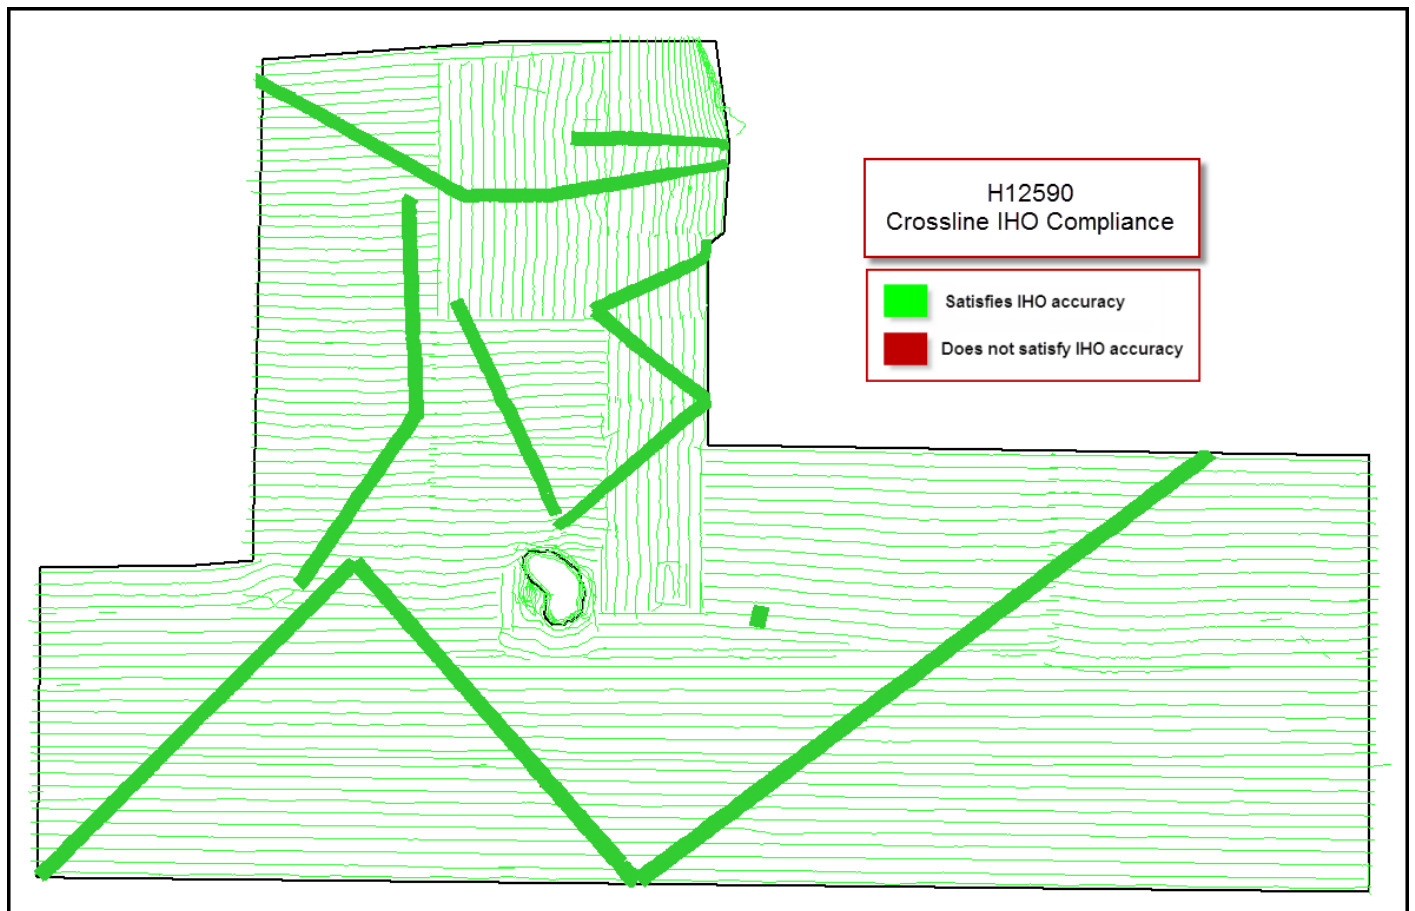 H12590
Crossline IHO Compliance
Satisfies IHO accuracy
Does not satisfy IHO accuracy